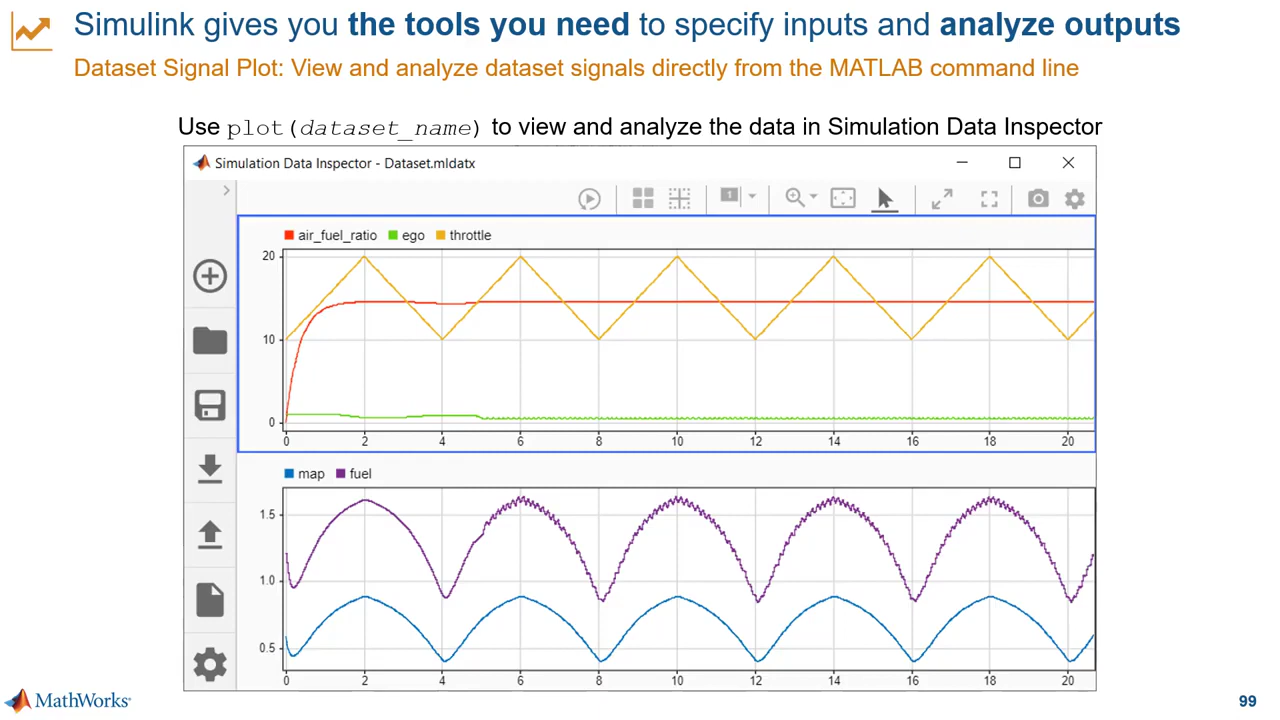 Simulink gives you the tools you need to specify inputs and analyze outputs
Dataset Signal Plot: View and analyze dataset signals directly from the MATLAB command line
Use plot(dataset_name) to view and analyze the data in Simulation Data Inspector
Simulation Data Inspector - Dataset.mldatx
1
air_fuel_ratio ego throttle
20
10
0
0 2 4 6 8 10 12 14 16 18 20
map fuel
1.5
1.0
0.5
0 2 4 6 8 10 12 14 16 18 20
MathWorks®
99